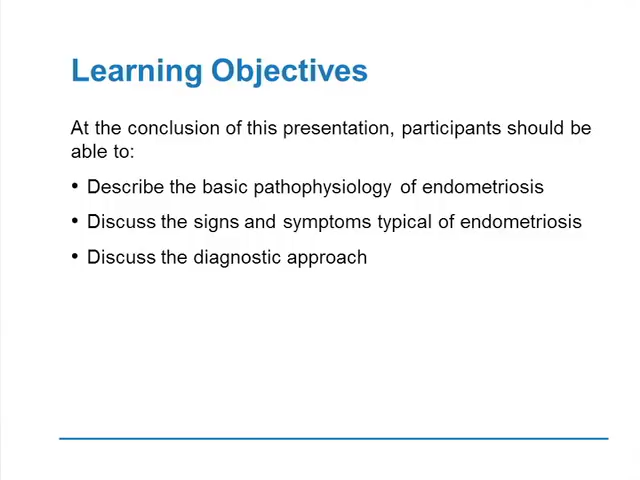 Learning Objectives
At the conclusion of this presentation, participants should be
able to:
• Describe the basic pathophysiology of endometriosis
• Discuss the signs and symptoms typical of endometriosis
• Discuss the diagnostic approach